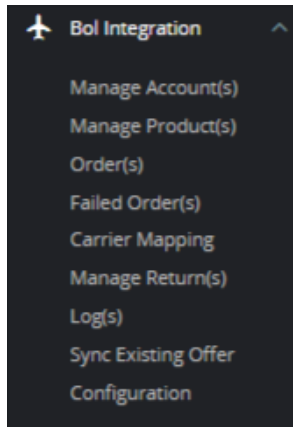 Bol Integration
Manage Account(s)
Manage Product(s)
Order(s)
Failed Order(s)
Carrier Mapping
Manage Return(s)
Log(s)
Sync Existing Offer
Configuration